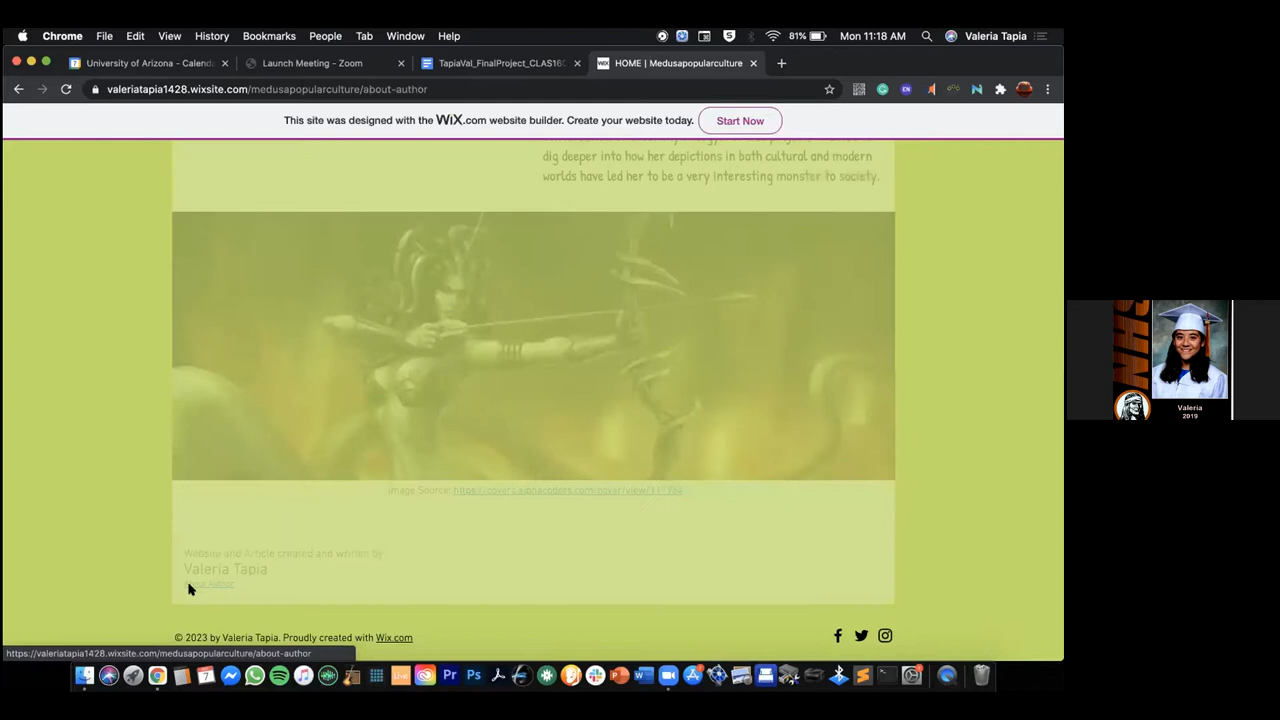 Chrome File Edit View History Bookmarks People Tab Window Help 81% Mon 11:18 AM Valeria Tapia
University of Arizona - Calend Launch Meeting - Zoom TapiaVal_FinalProject_CLAS160 HOME | Medusapopularculture
valeriatapia1428.wixsite.com/medusapopularculture/about-author
This site was designed with the WiX.com website builder. Create your website today. Start Now
dig deeper into how her depictions in both cultural and modern
worlds have led her to be a very interesting monster to society.
Image Source:
Website and Article created and written by
Valeria Tapia
About Author
© 2023 by Valeria Tapia. Proudly created with Wix.com
https://valeriatapia1428.wixsite.com/medusapopularculture/about-author
Valeria
2019